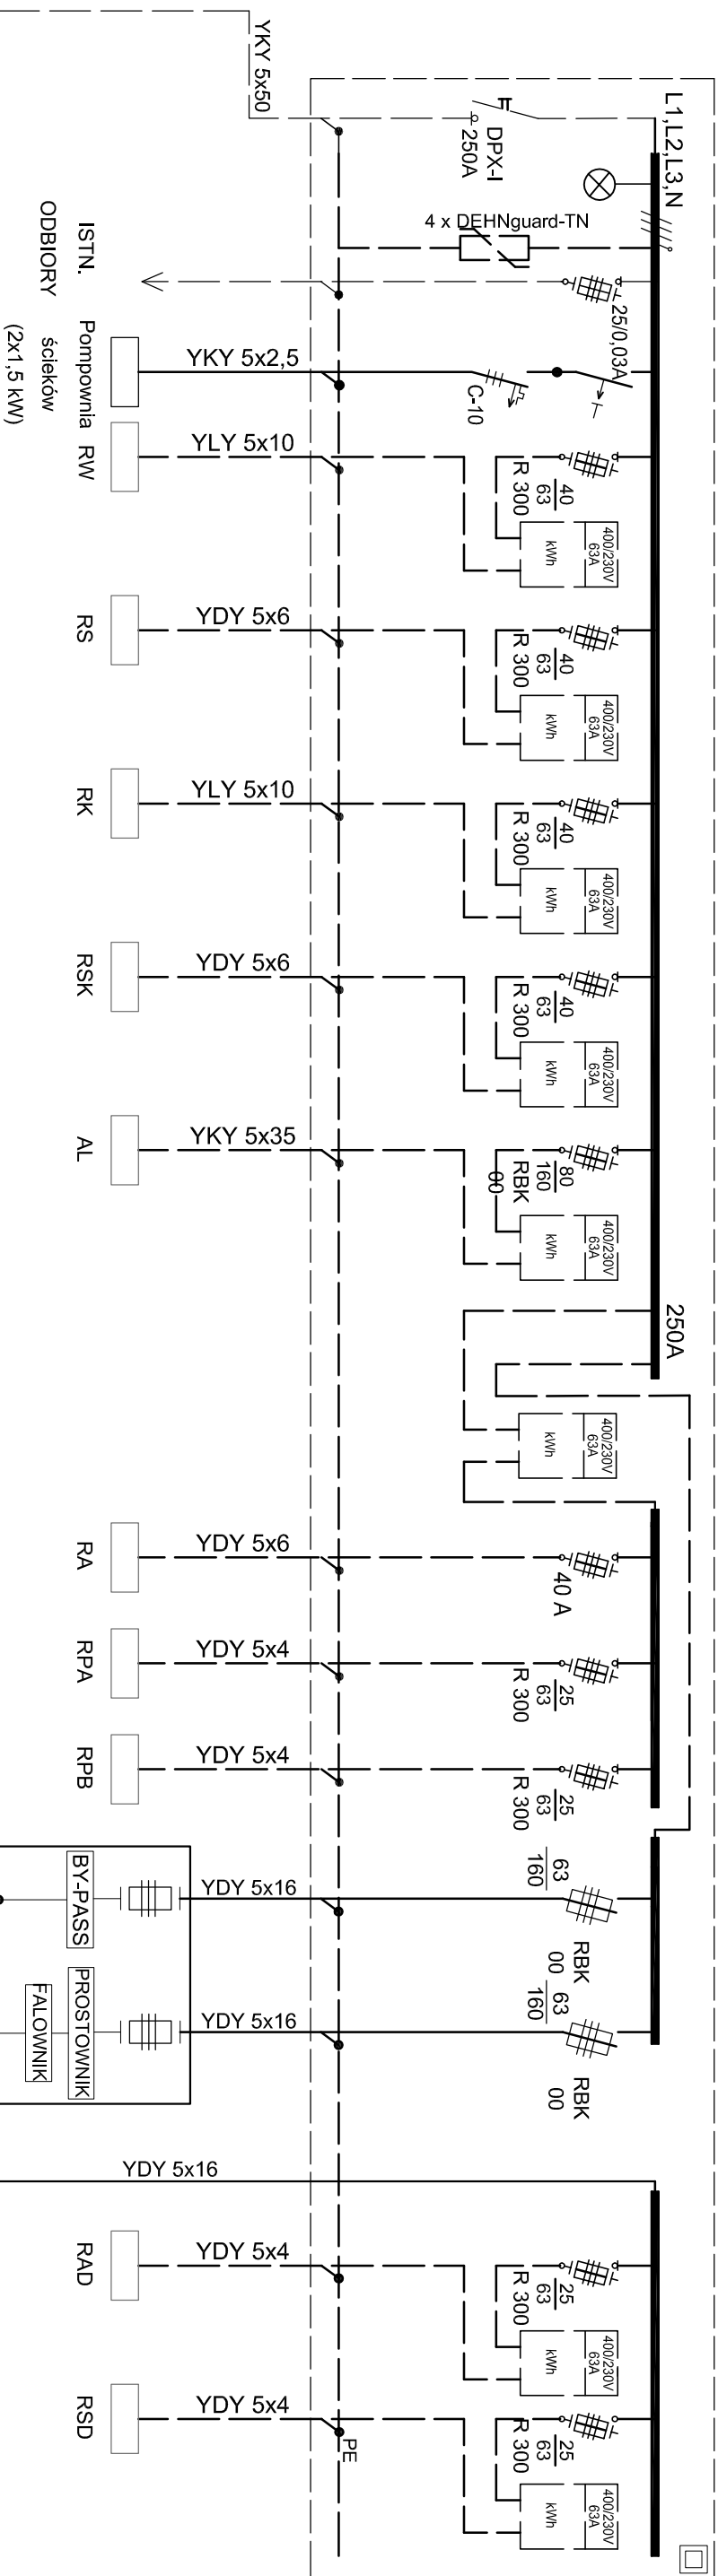 YKY 5x50
L1,L2,L3,N
DPX-I
250A
4 x DEHNguard-TN
ISTN.
ODBIORY
25/0,03A
C-10
YKY 5x2,5
Pompownia
ścieków
(2x1,5 kW)
40
63
R 300
400/230V
63A
kWh
YLY 5x10
RW
40
63
R 300
400/230V
63A
kWh
YDY 5x6
RS
40
63
R 300
400/230V
63A
kWh
YLY 5x10
RK
40
63
R 300
400/230V
63A
kWh
YDY 5x6
RSK
80
160
RBK
00
400/230V
63A
kWh
YKY 5x35
AL
250A
400/230V
63A
kWh
40 A
YDY 5x6
RA
25
63
R 300
YDY 5x4
RPA
25
63
R 300
YDY 5x4
RPB
63
160
RBK
00
YDY 5x16
BY-PASS
63
160
RBK
00
YDY 5x16
PROSTOWNIK
FALOWNIK
YDY 5x16
25
63
R 300
400/230V
63A
kWh
YDY 5x4
RAD
25
63
R 300
400/230V
63A
kWh
YDY 5x4
RSD
PE